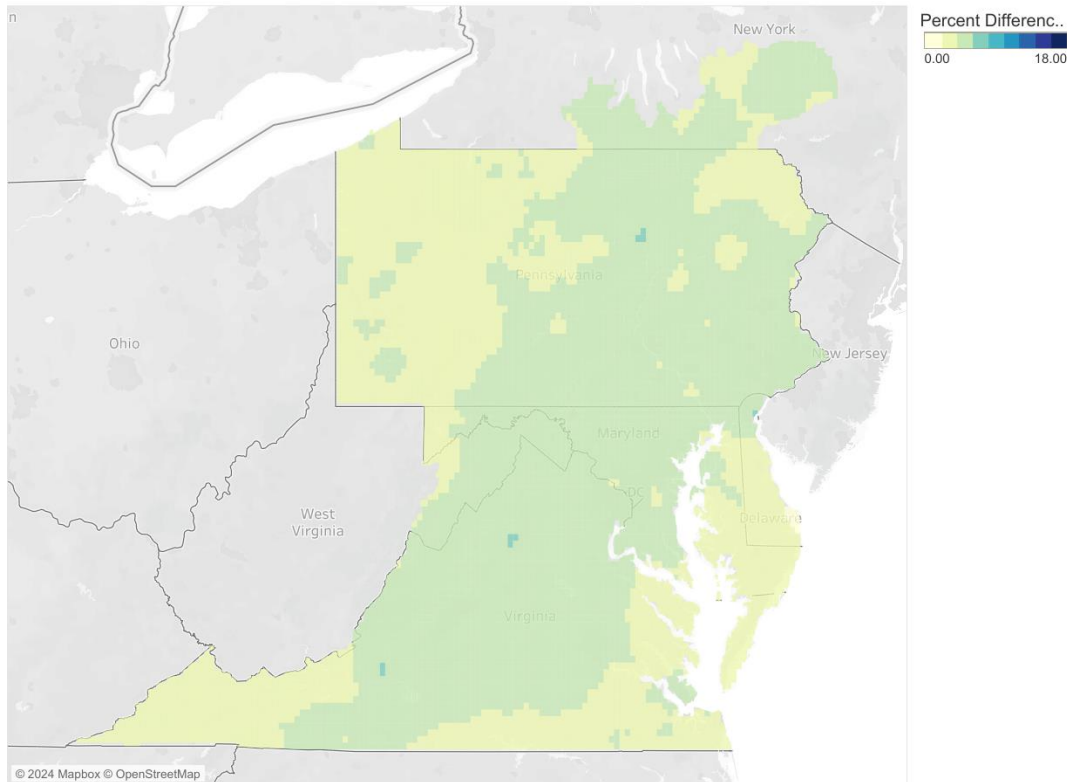 n
New York
Percent Differenc..
0.00
18.00
Pennsylvania
Ohio
New Jersey
Maryland
DC
West
Virginia
Delaware
Virginia
© 2024 Mapbox © OpenStreetMap